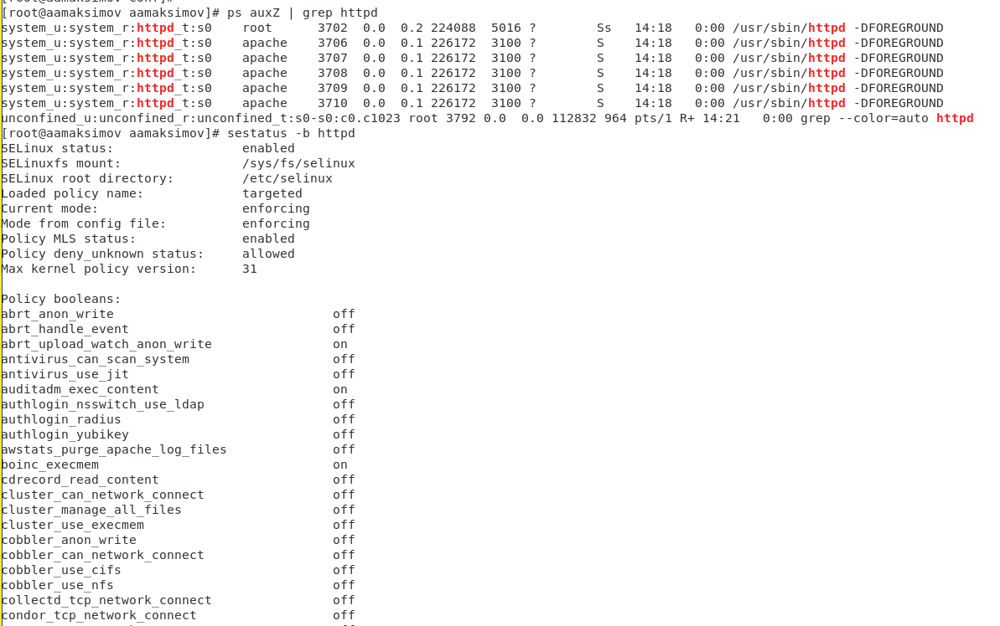 [root@aamaksimov conf]#
[root@aamaksimov aamaksimov]# ps auxZ | grep httpd
system_u:system_r:httpd_t:s0    root      3702  0.0  0.2 224088  5016 ?        Ss   14:18   0:00 /usr/sbin/httpd -DFOREGROUND
system_u:system_r:httpd_t:s0    apache    3706  0.0  0.1 226172  3100 ?        S    14:18   0:00 /usr/sbin/httpd -DFOREGROUND
system_u:system_r:httpd_t:s0    apache    3707  0.0  0.1 226172  3100 ?        S    14:18   0:00 /usr/sbin/httpd -DFOREGROUND
system_u:system_r:httpd_t:s0    apache    3708  0.0  0.1 226172  3100 ?        S    14:18   0:00 /usr/sbin/httpd -DFOREGROUND
system_u:system_r:httpd_t:s0    apache    3709  0.0  0.1 226172  3100 ?        S    14:18   0:00 /usr/sbin/httpd -DFOREGROUND
system_u:system_r:httpd_t:s0    apache    3710  0.0  0.1 226172  3100 ?        S    14:18   0:00 /usr/sbin/httpd -DFOREGROUND
unconfined_u:unconfined_r:unconfined_t:s0-s0:c0.c1023 root 3792 0.0  0.0 112832 964 pts/1 R+ 14:21   0:00 grep --color=auto httpd
[root@aamaksimov aamaksimov]# sestatus -b httpd
SELinux status:                 enabled
SELinuxfs mount:                /sys/fs/selinux
SELinux root directory:         /etc/selinux
Loaded policy name:             targeted
Current mode:                   enforcing
Mode from config file:          enforcing
Policy MLS status:              enabled
Policy deny_unknown status:     allowed
Max kernel policy version:      31
Policy booleans:
abrt_anon_write                             off
abrt_handle_event                           off
abrt_upload_watch_anon_write                on
antivirus_can_scan_system                   off
antivirus_use_jit                           off
auditadm_exec_content                       on
authlogin_nsswitch_use_ldap                 off
authlogin_radius                            off
authlogin_yubikey                           off
awstats_purge_apache_log_files              off
boinc_execmem                               on
cdrecord_read_content                       off
cluster_can_network_connect                 off
cluster_manage_all_files                    off
cluster_use_execmem                         off
cobbler_anon_write                          off
cobbler_can_network_connect                 off
cobbler_use_cifs                            off
cobbler_use_nfs                             off
collectd_tcp_network_connect                off
condor_tcp_network_connect                  off